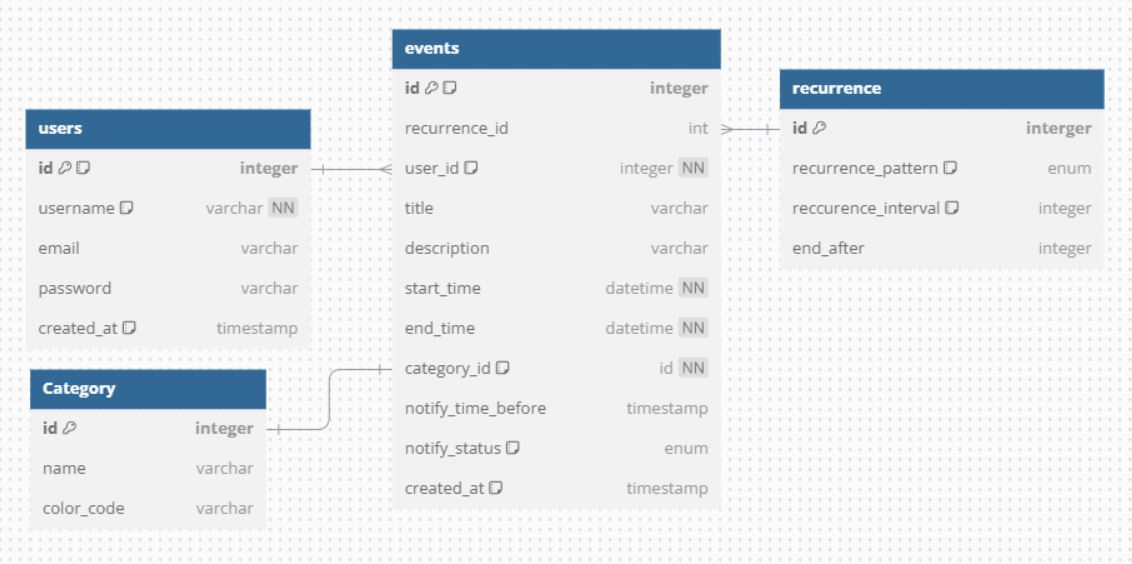 users
id integer
username varchar NN
email varchar
password varchar
created_at timestamp
Category
id integer
name varchar
color_code varchar
events
id integer
recurrence_id int
user_id integer NN
title varchar
description varchar
start_time datetime NN
end_time datetime NN
category_id id NN
notify_time_before timestamp
notify_status enum
created_at timestamp
recurrence
id interger
recurrence_pattern enum
reccurence_interval integer
end_after integer